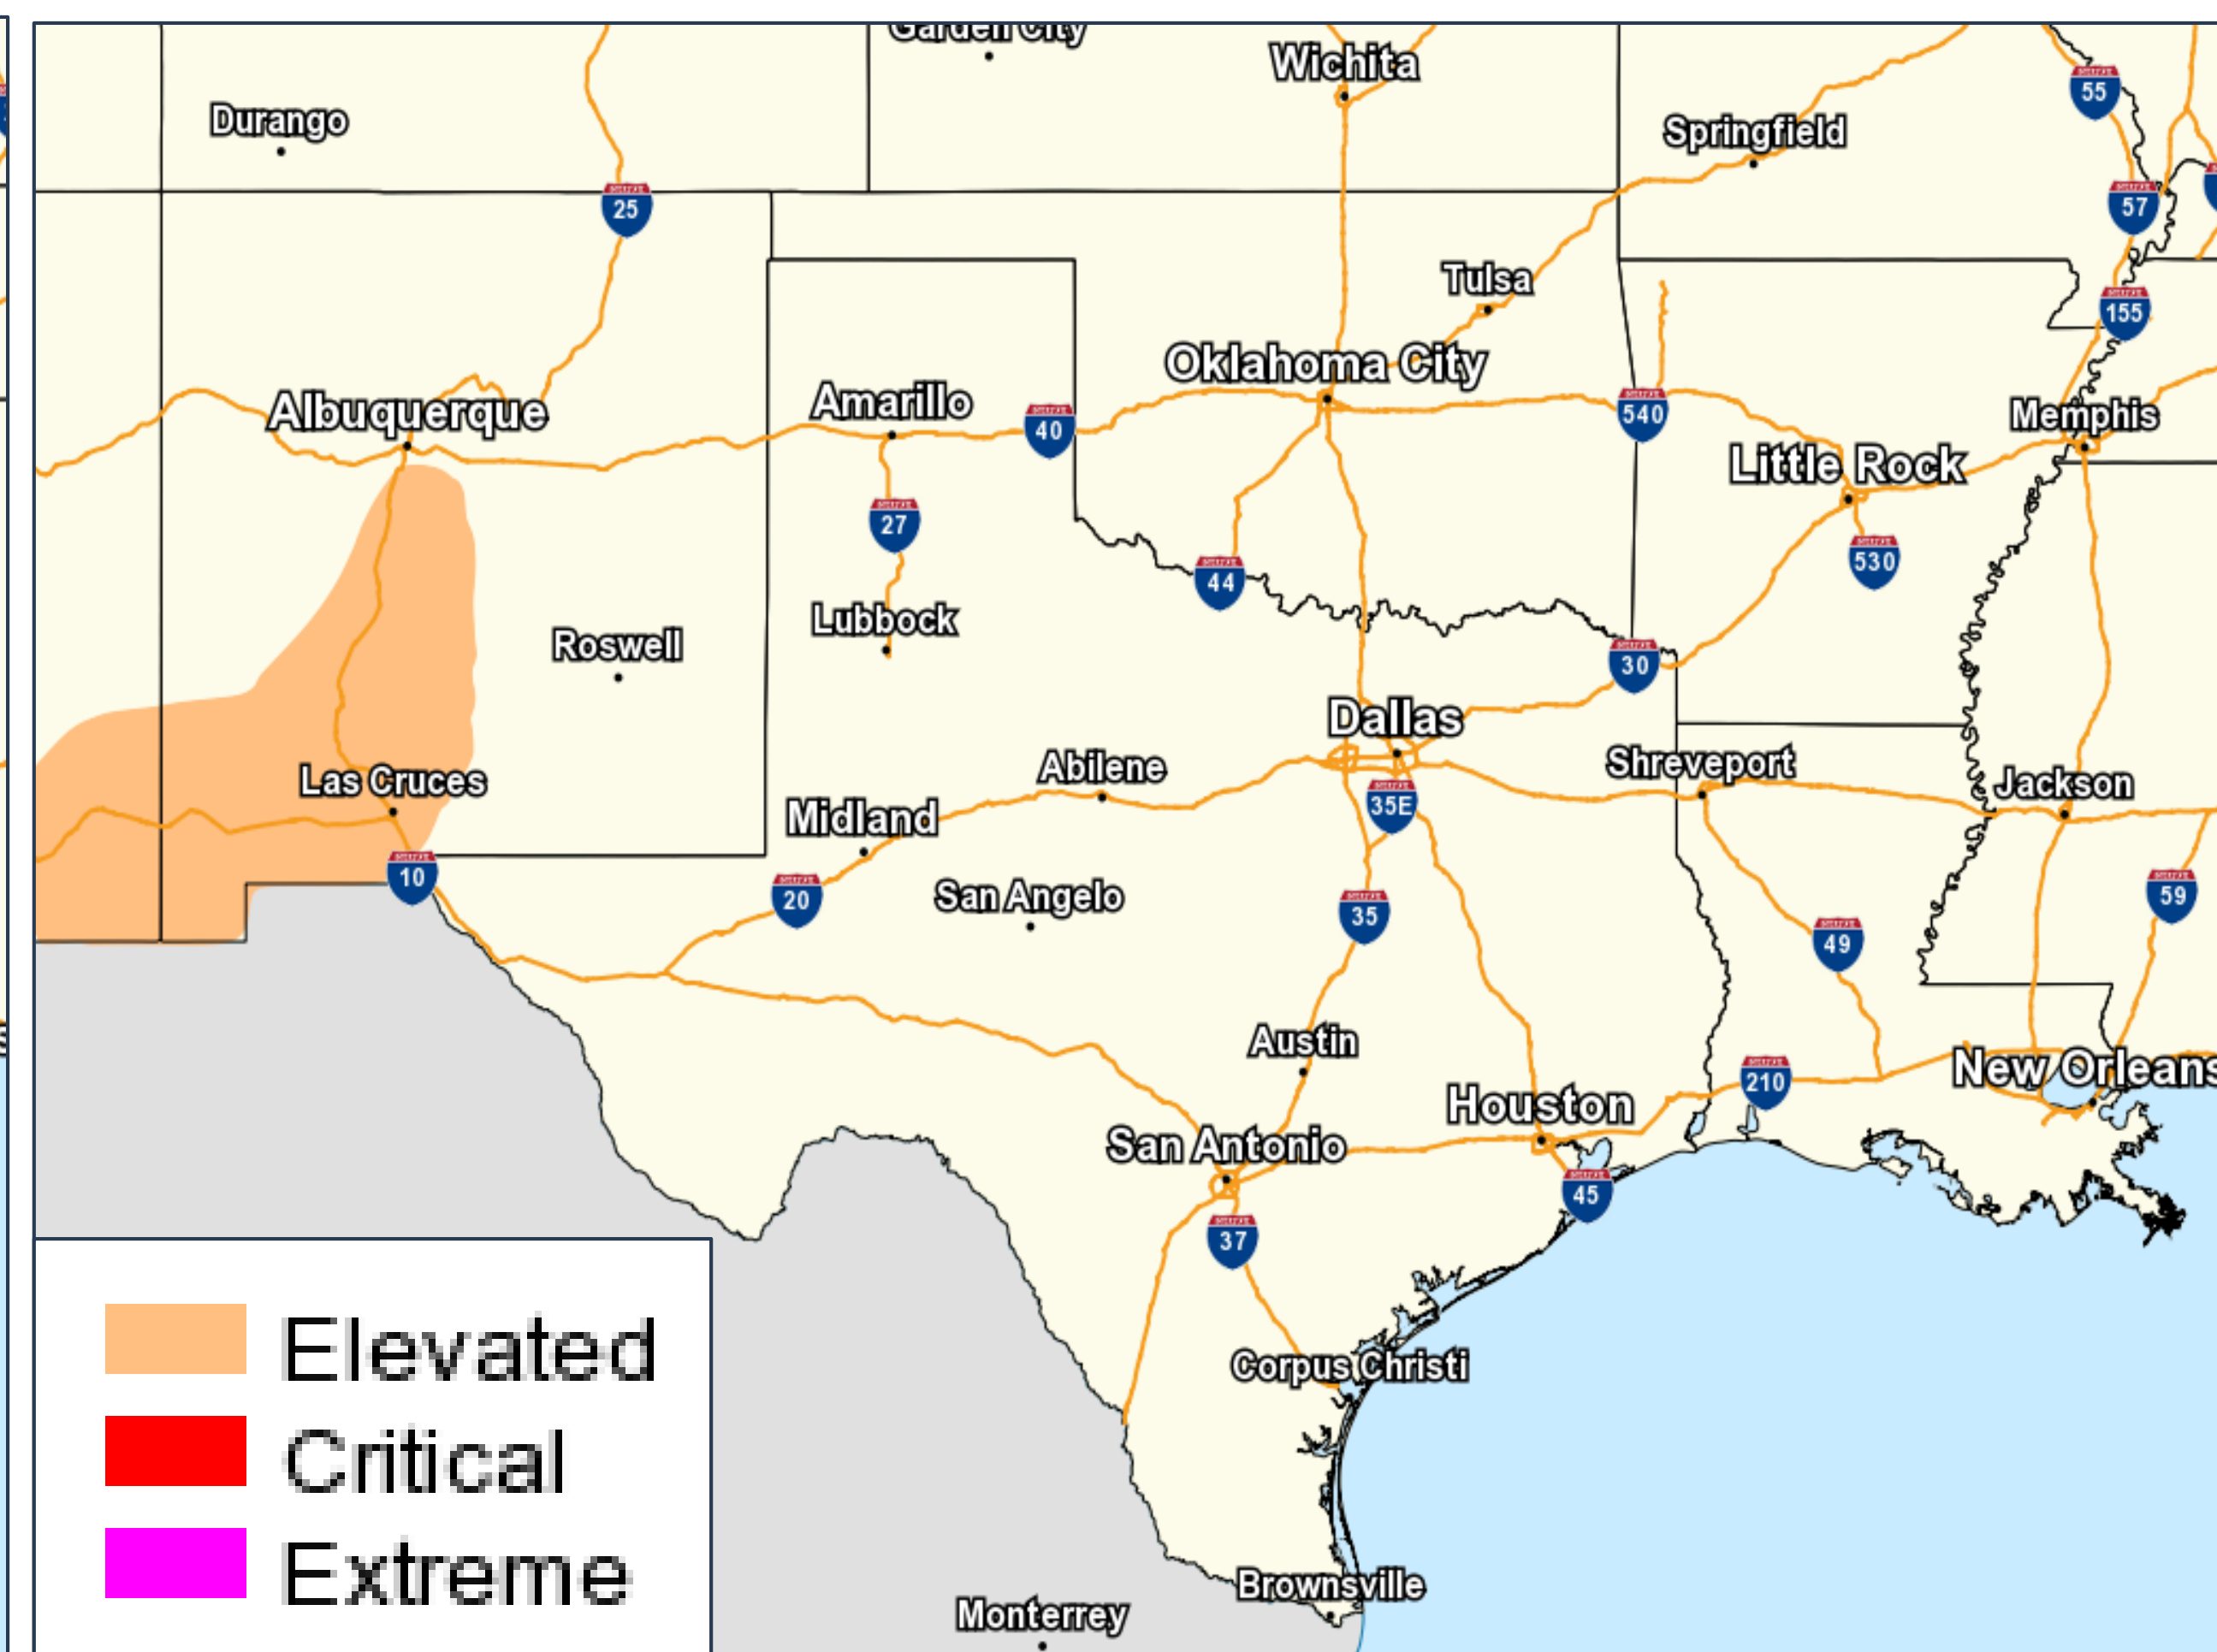 Garden City
Wichita
55
Durango
Springfield
25
57
Tulsa
155
Oklahoma City
Albuquerque
Amarillo
40
540
Memphis
Little Rock
27
530
44
Lubbock
Roswell
30
Dallas
Las Cruces
Abilene
Shreveport
Jackson
Midland
35E
10
20
San Angelo
35
59
49
Austin
New Orleans
210
Houston
San Antonio
45
37
Elevated
Corpus Christi
Critical
Extreme
Brownsville
Monterrey